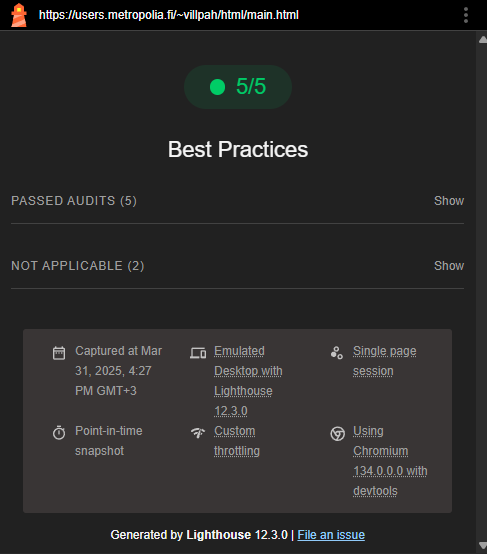 https://users.metropolia.fi/~villpah/html/main.html
5/5
Best Practices
PASSED AUDITS (5)
Show
NOT APPLICABLE (2)
Show
Captured at Mar
31, 2025, 4:27
PM GMT+3
Emulated
Desktop with
Lighthouse
12.3.0
Single page
session
Point-in-time
snapshot
Custom
throttling
Using
Chromium
134.0.0.0 with
devtools
Generated by Lighthouse 12.3.0 | File an issue